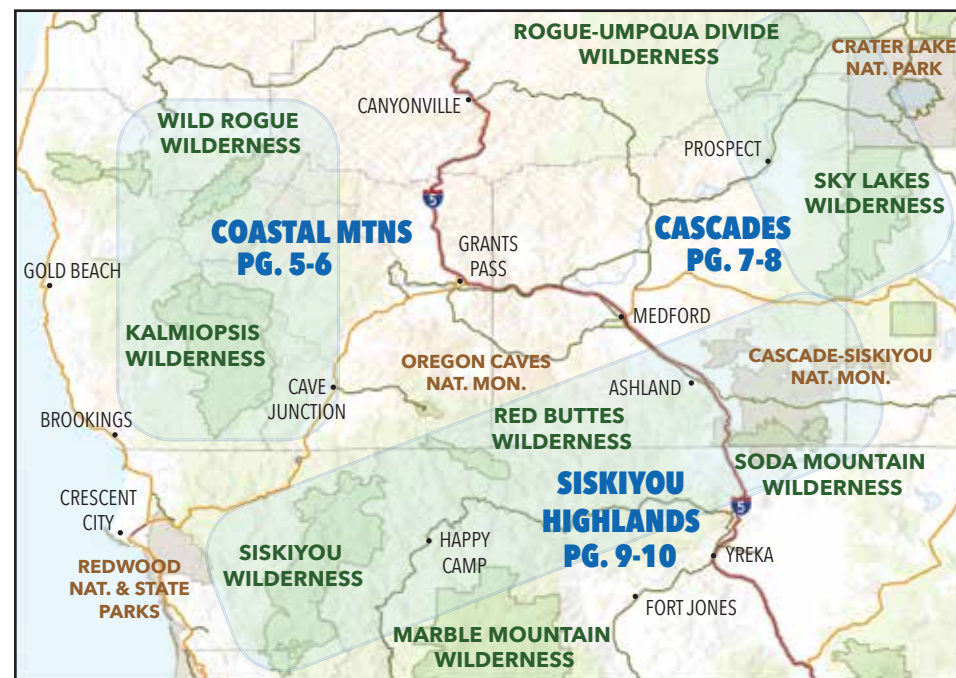 ROGUE-UMPQUA DIVIDE
WILDERNESS
CRATER LAKE
NAT. PARK
CANYONVILLE
WILD ROGUE
WILDERNESS
PROSPECT
SKY LAKES
WILDERNESS
5
COASTAL MTNS
PG. 5-6
CASCADES
PG. 7-8
GRANTS
PASS
GOLD BEACH
MEDFORD
KALMIOPSIS
WILDERNESS
OREGON CAVES
NAT. MON.
CASCADE-SISKIYOU
NAT. MON.
CAVE
JUNCTION
ASHLAND
RED BUTTES
WILDERNESS
BROOKINGS
SODA MOUNTAIN
WILDERNESS
SISKIYOU
HIGHLANDS
PG. 9-10
5
CRESCENT
CITY
HAPPY
CAMP
SISKIYOU
WILDERNESS
YREKA
REDWOOD
NAT. & STATE
PARKS
FORT JONES
MARBLE MOUNTAIN
WILDERNESS